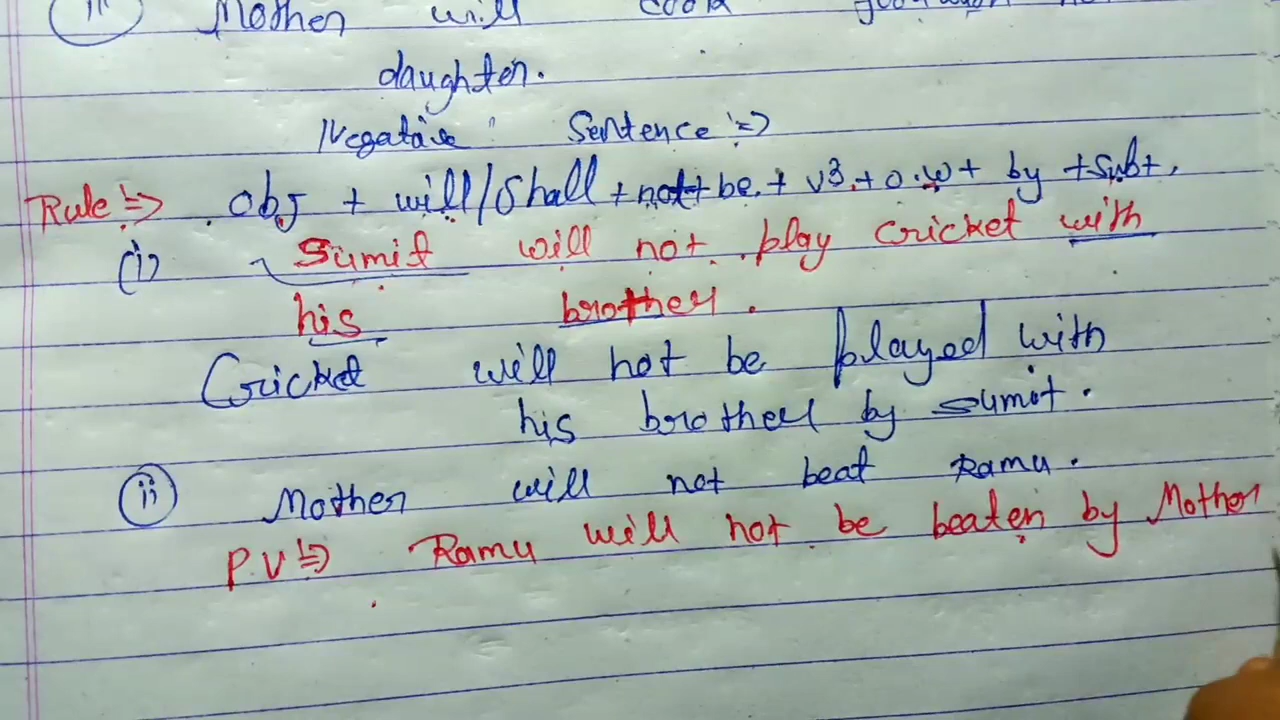 Mother will cook
daughter.
Negative Sentence :⇒
Rule :⇒ obj + will/Shall + not + be + v3 + o.w + by + Sub + .
(i) Sumit will not play cricket with
his brother.
Cricket will not be played with
his brother by Sumit.
(ii) Mother will not beat Ramu.
P.V :⇒ Ramu will not be beaten by Mother